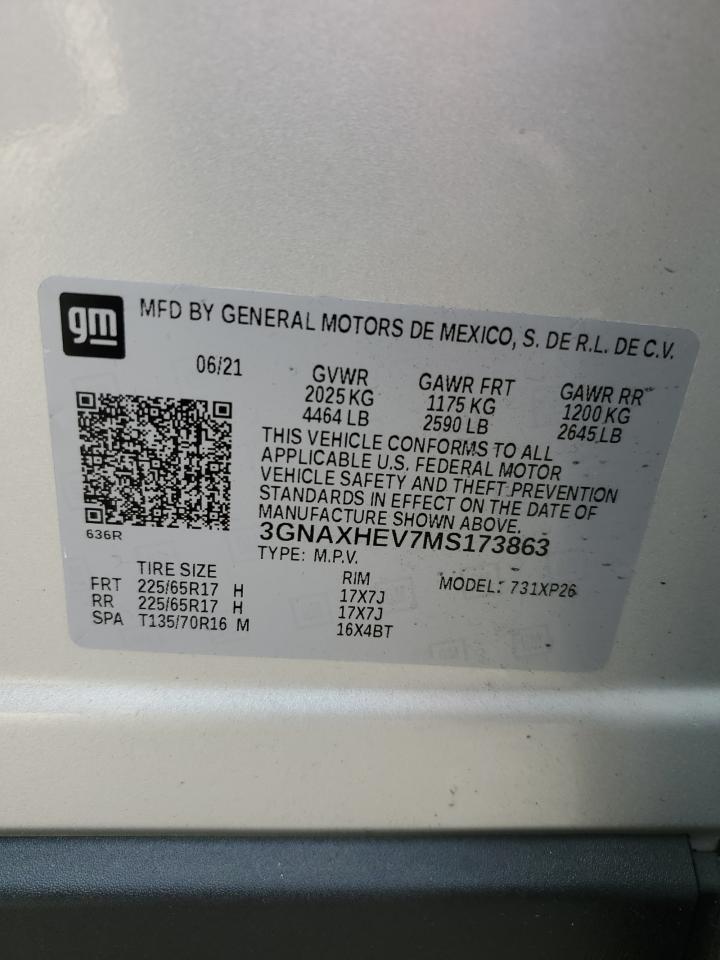 gm
MFD BY GENERAL MOTORS DE MEXICO, S. DE R.L. DE C.V.
06/21
GVWR GAWR FRT GAWR RR
2025 KG 1175 KG 1200 KG
4464 LB 2590 LB 2645 LB
THIS VEHICLE CONFORMS TO ALL
APPLICABLE U.S. FEDERAL MOTOR
VEHICLE SAFETY AND THEFT PREVENTION
STANDARDS IN EFFECT ON THE DATE OF
MANUFACTURE SHOWN ABOVE.
636R
3GNAXHEV7MS173863
TYPE: M.P.V.
TIRE SIZE RIM MODEL: 731XP26
FRT 225/65R17 H 17X7J
RR 225/65R17 H 17X7J
SPA T135/70R16 M 16X4BT